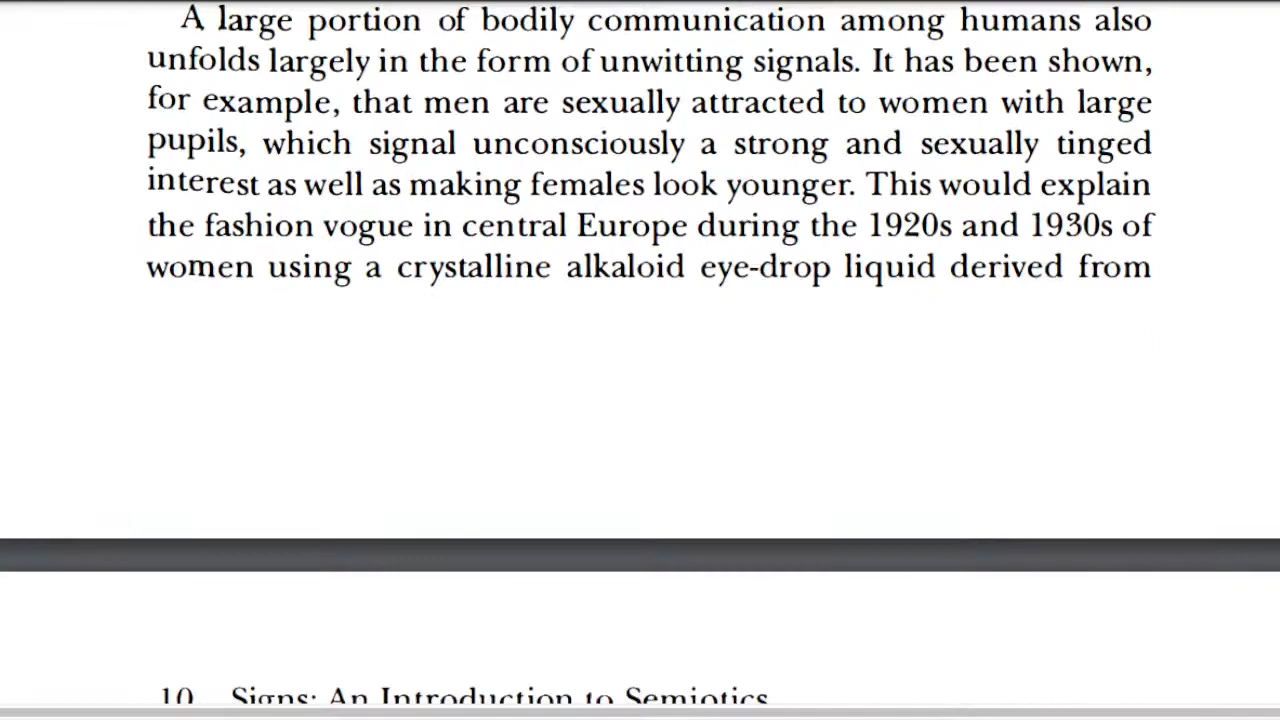 A large portion of bodily communication among humans also
unfolds largely in the form of unwitting signals. It has been shown,
for example, that men are sexually attracted to women with large
pupils, which signal unconsciously a strong and sexually tinged
interest as well as making females look younger. This would explain
the fashion vogue in central Europe during the 1920s and 1930s of
women using a crystalline alkaloid eye-drop liquid derived from
10 Signs: An Introduction to Semiotics